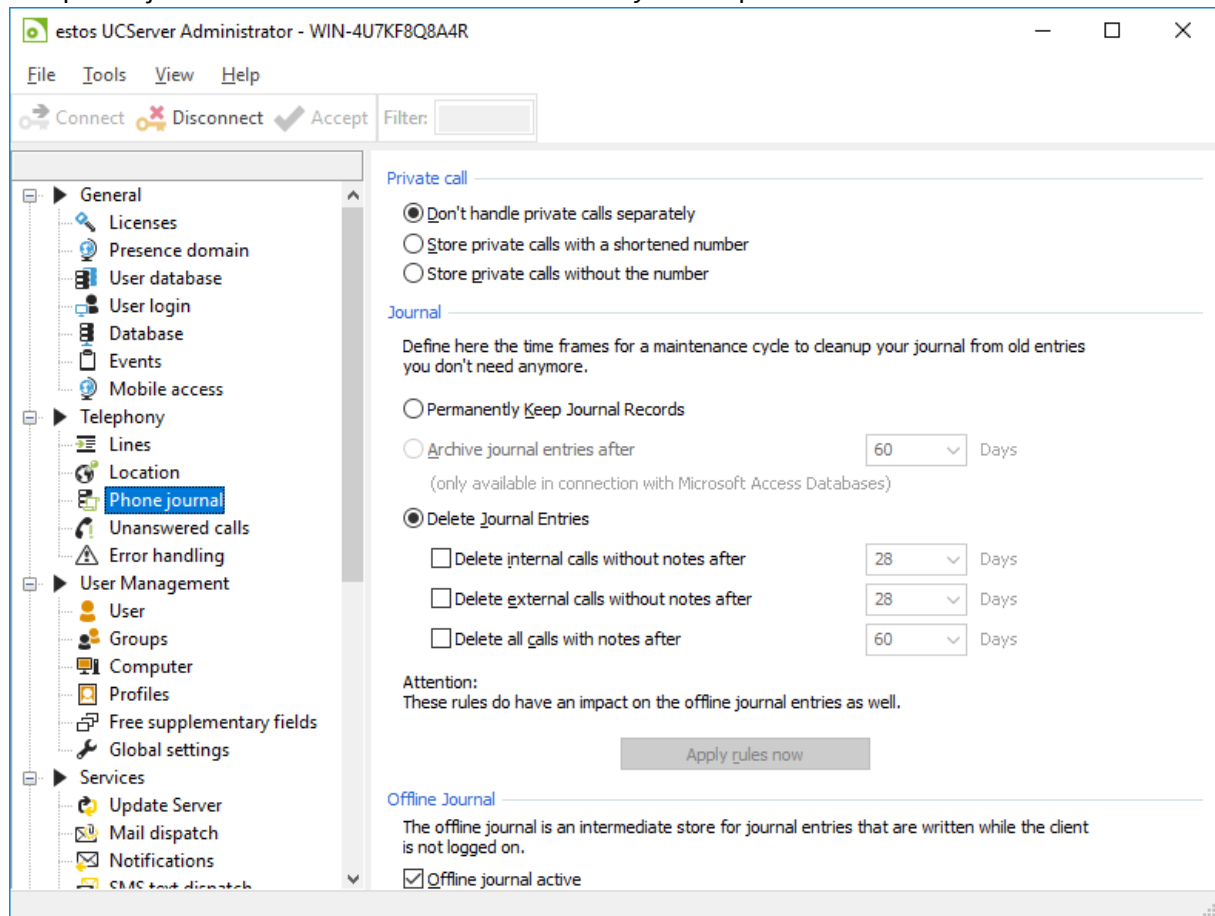 estos UCServer Administrator - WIN-4U7KF8Q8A4R
File Tools View Help
Connect Disconnect Accept Filter:
General
Licenses
Presence domain
User database
User login
Database
Events
Mobile access
Telephony
Lines
Location
Phone journal
Unanswered calls
Error handling
User Management
User
Groups
Computer
Profiles
Free supplementary fields
Global settings
Services
Update Server
Mail dispatch
Notifications
SMS text dispatch
Private call
Don't handle private calls separately
Store private calls with a shortened number
Store private calls without the number
Journal
Define here the time frames for a maintenance cycle to cleanup your journal from old entries
you don't need anymore.
Permanently Keep Journal Records
Archive journal entries after 60 Days
(only available in connection with Microsoft Access Databases)
Delete Journal Entries
Delete internal calls without notes after 28 Days
Delete external calls without notes after 28 Days
Delete all calls with notes after 60 Days
Attention:
These rules do have an impact on the offline journal entries as well.
Apply rules now
Offline Journal
The offline journal is an intermediate store for journal entries that are written while the client
is not logged on.
Offline journal active